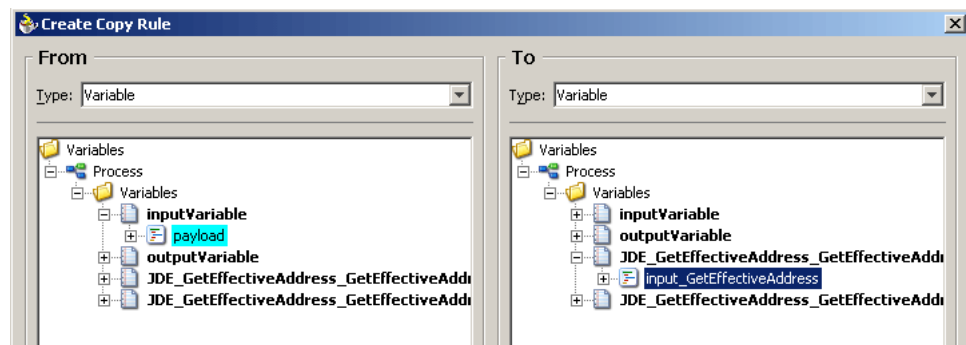 Create Copy Rule
From
Type: Variable
Variables
Process
Variables
inputVariable
payload
outputVariable
JDE_GetEffectiveAddress_GetEffectiveAddr
JDE_GetEffectiveAddress_GetEffectiveAddr
To
Type: Variable
Variables
Process
Variables
inputVariable
outputVariable
JDE_GetEffectiveAddress_GetEffectiveAddr
input_GetEffectiveAddress
JDE_GetEffectiveAddress_GetEffectiveAddr